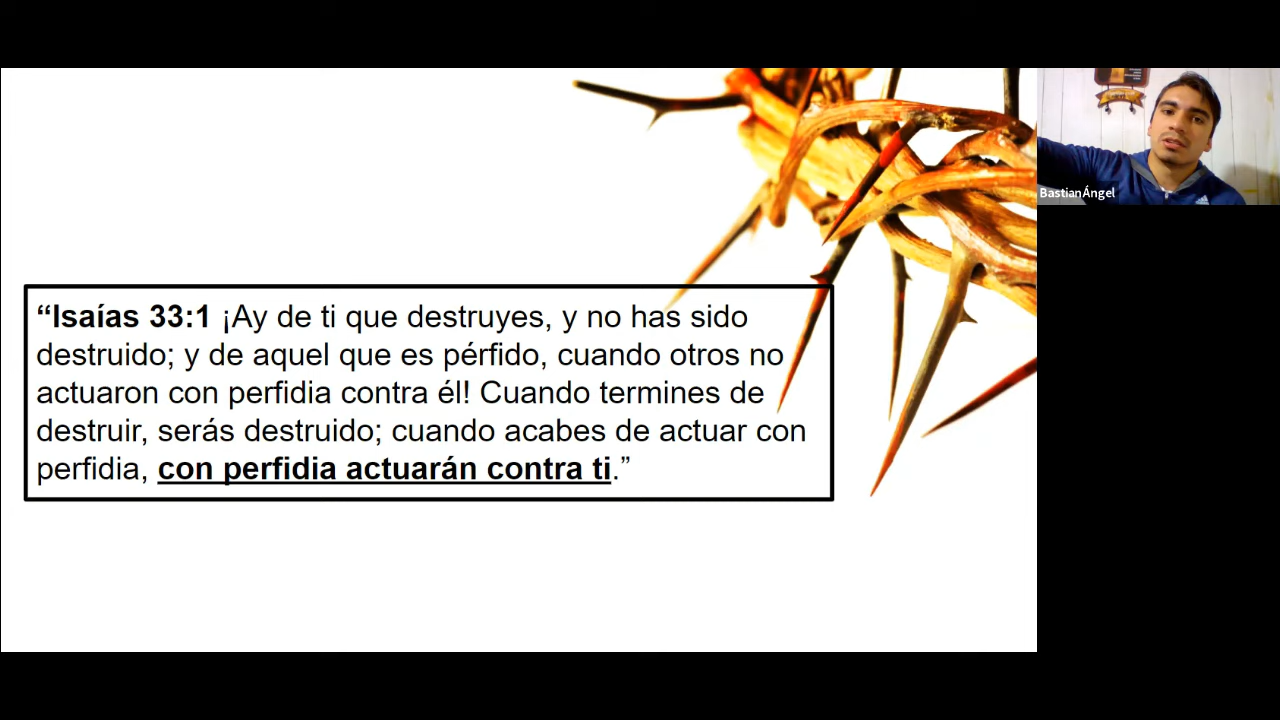 “Isaías 33:1 ¡Ay de ti que destruyes, y no has sido
destruido; y de aquel que es pérfido, cuando otros no
actuaron con perfidia contra él! Cuando termines de
destruir, serás destruido; cuando acabes de actuar con
perfidia, con perfidia actuarán contra ti.”
BastianÁngel